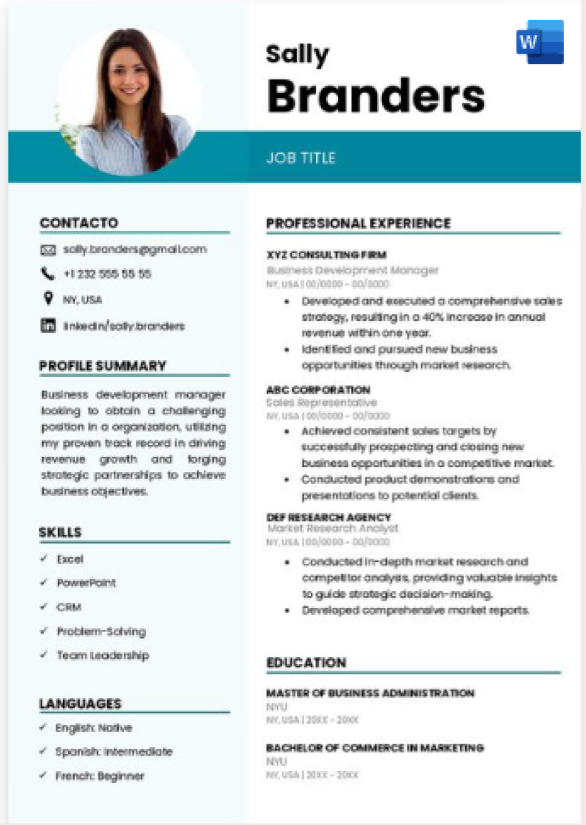 Sally
Branders
W
JOB TITLE
CONTACTO
sally.branders@gmail.com
+1 232 555 55 55
NY, USA
linkedin/sally.branders
PROFILE SUMMARY
Business development manager
looking to obtain a challenging
position in a organization, utilizing
my proven track record in driving
revenue growth and forging
strategic partnerships to achieve
business objectives.
SKILLS
✓ Excel
✓ PowerPoint
✓ CRM
✓ Problem-Solving
✓ Team Leadership
LANGUAGES
✓ English: Native
✓ Spanish: Intermediate
✓ French: Beginner
PROFESSIONAL EXPERIENCE
XYZ CONSULTING FIRM
Business Development Manager
NY, USA | 00/0000 - 00/0000
• Developed and executed a comprehensive sales
strategy, resulting in a 40% increase in annual
revenue within one year.
• Identified and pursued new business
opportunities through market research.
ABC CORPORATION
Sales Representative
NY, USA | 00/0000 - 00/0000
• Achieved consistent sales targets by
successfully prospecting and closing new
business opportunities in a competitive market.
• Conducted product demonstrations and
presentations to potential clients.
DEF RESEARCH AGENCY
Market Research Analyst
NY, USA | 00/0000 - 00/0000
• Conducted in-depth market research and
competitor analysis, providing valuable insights
to guide strategic decision-making.
• Developed comprehensive market reports.
EDUCATION
MASTER OF BUSINESS ADMINISTRATION
NYU
NY, USA | 20XX - 20XX
BACHELOR OF COMMERCE IN MARKETING
NYU
NY, USA | 20XX - 20XX